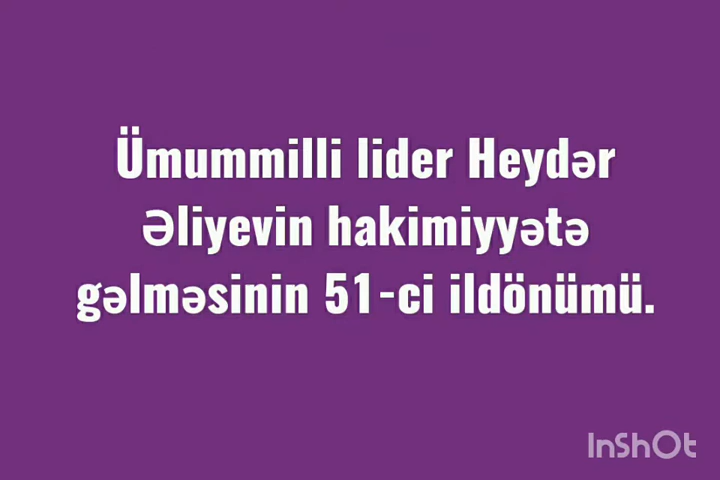 Ümummilli lider Heydər
Əliyevin hakimiyyətə
gəlməsinin 51-ci ildönümü.
InShOt